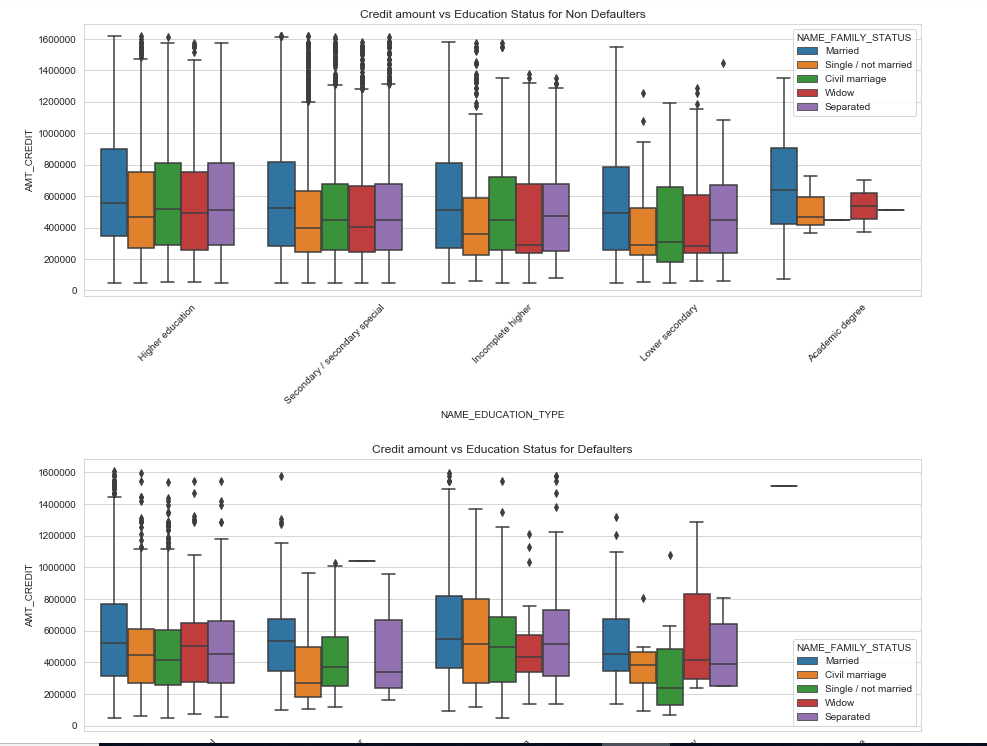 Credit amount vs Education Status for Non Defaulters
1600000
1400000
1200000
1000000
800000
600000
400000
200000
0
AMT_CREDIT
NAME_FAMILY_STATUS
Married
Single / not married
Civil marriage
Widow
Separated
Higher education
Secondary / secondary special
Incomplete higher
Lower secondary
Academic degree
NAME_EDUCATION_TYPE
Credit amount vs Education Status for Defaulters
1600000
1400000
1200000
1000000
800000
600000
400000
200000
0
AMT_CREDIT
NAME_FAMILY_STATUS
Married
Civil marriage
Single / not married
Widow
Separated